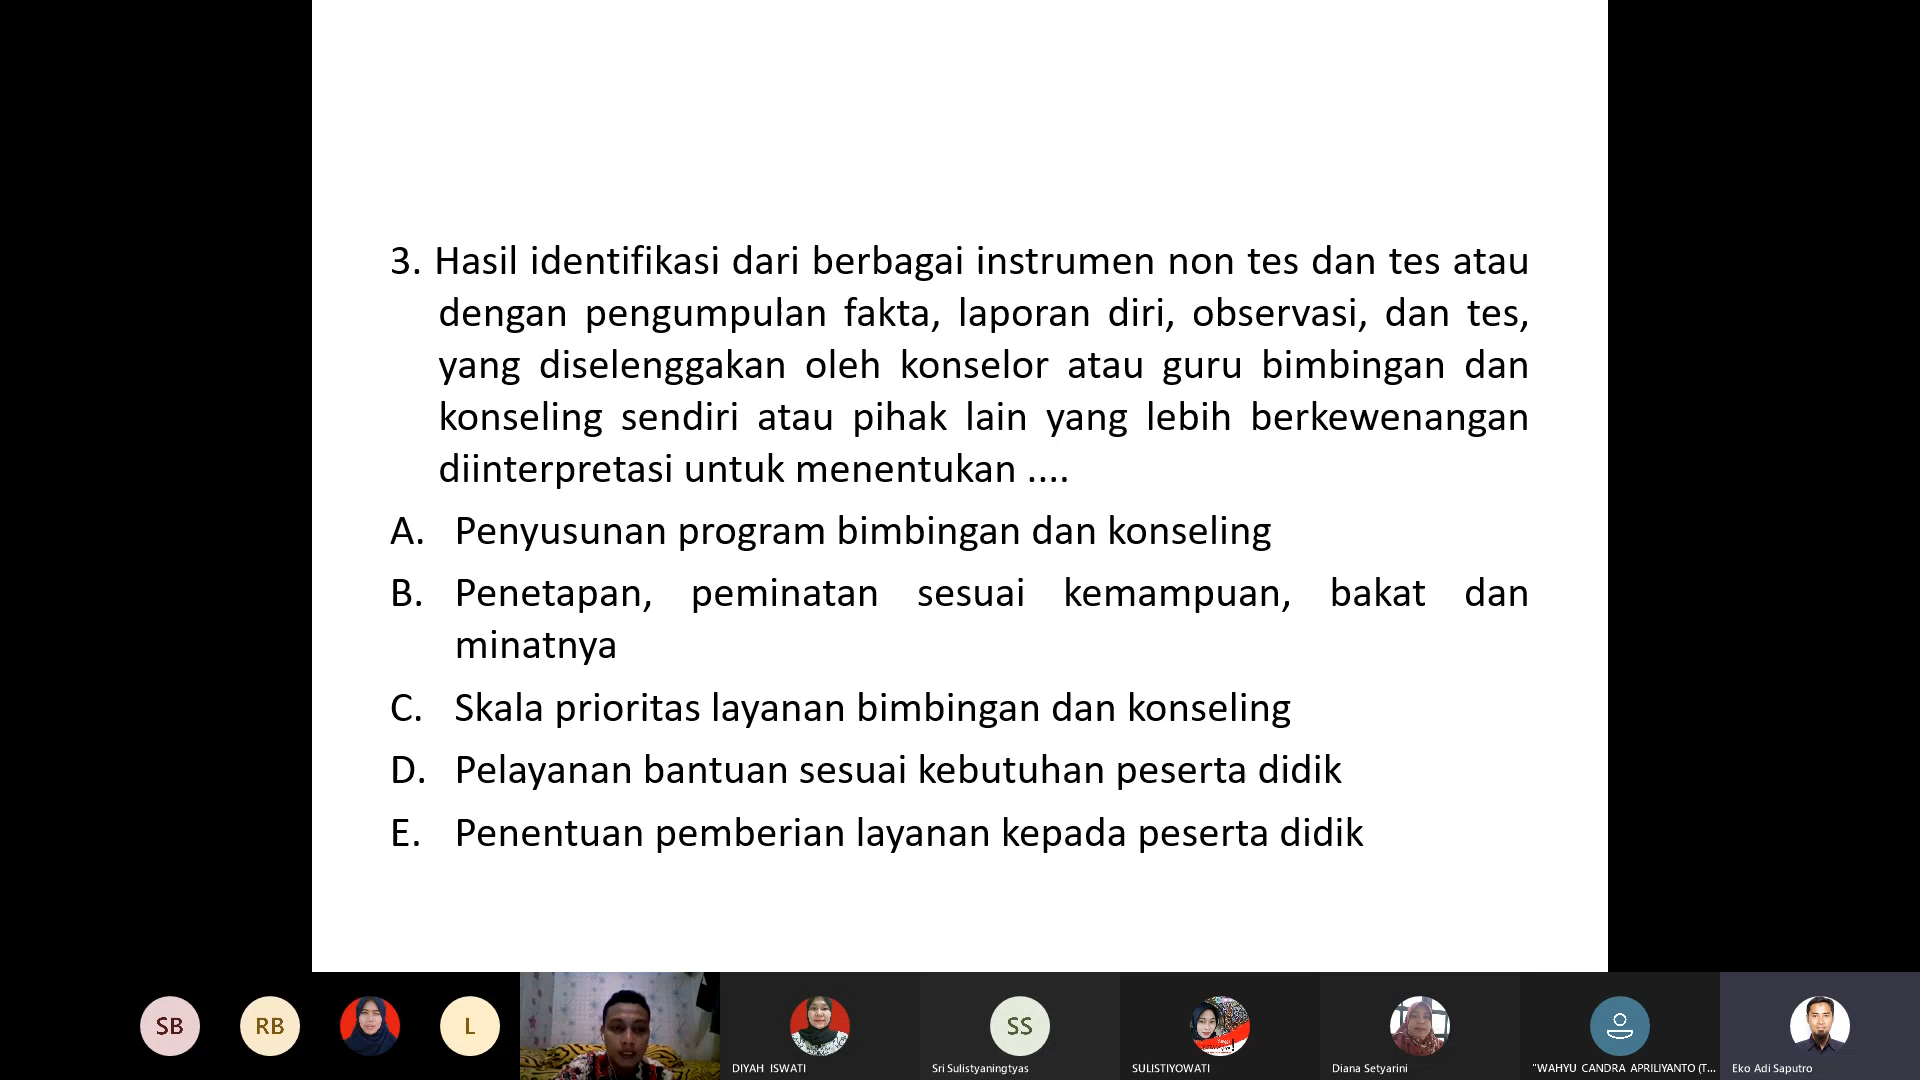 3. Hasil identifikasi dari berbagai instrumen non tes dan tes atau
dengan pengumpulan fakta, laporan diri, observasi, dan tes,
yang diselenggakan oleh konselor atau guru bimbingan dan
konseling sendiri atau pihak lain yang lebih berkewenangan
diinterpretasi untuk menentukan ....
A. Penyusunan program bimbingan dan konseling
B. Penetapan, peminatan sesuai kemampuan, bakat dan
minatnya
C. Skala prioritas layanan bimbingan dan konseling
D. Pelayanan bantuan sesuai kebutuhan peserta didik
E. Penentuan pemberian layanan kepada peserta didik
SB RB L SS
DIYAH ISWATI Sri Sulistyaningtyas SULISTIYOWATI Diana Setyarini "WAHYU CANDRA APRILIYANTO (T... Eko Adi Saputro